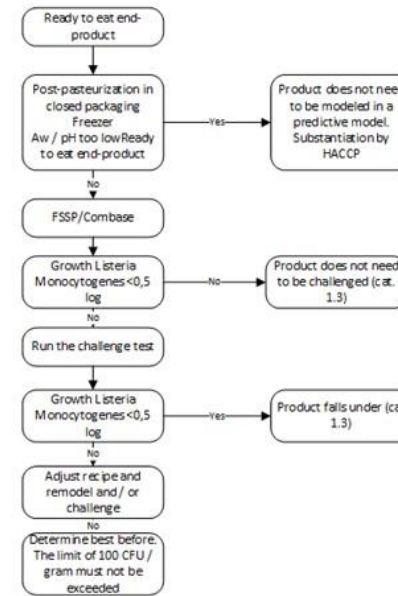 Ready to eat end-
product
Post-pasteurization in
closed packaging
Freezer
Aw / pH too lowReady
to eat end-product
Yes
Product does not nee
to be modeled in a
predictive model.
Substantiation by
HACCP
No
FSSP/Combase
Growth Listeria
Monocytogenes <0,5
log
No
Product does not need
to be challenged (cat.
1.3)
No
Run the challenge test
Growth Listeria
Monocytogenes <0,5
log
Yes
Product falls under (ca
1.3)
No
Adjust recipe and
remodel and / or
challenge
No
Determine best before.
The limit of 100 CFU /
gram must not be
exceeded